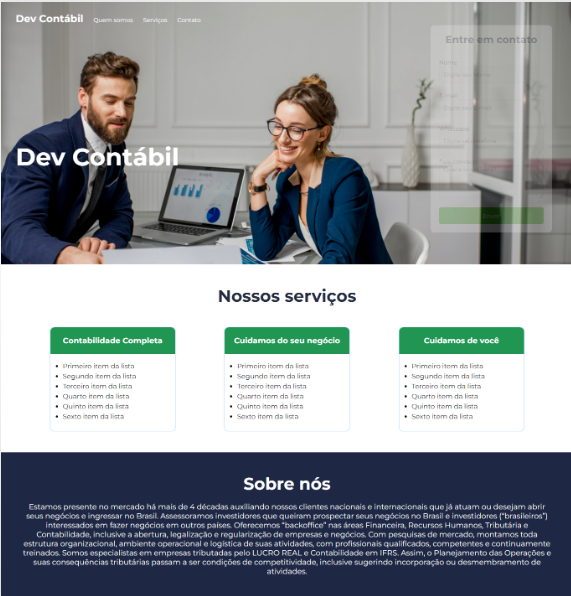 Dev Contábil Quem somos Serviços Contato
Entre em contato
Dev Contábil
Nossos serviços
Contabilidade Completa
Primeiro item da lista
Segundo item da lista
Terceiro item da lista
Quarto item da lista
Quinto item da lista
Sexto item da lista
Cuidamos do seu negócio
Primeiro item da lista
Segundo item da lista
Terceiro item da lista
Quarto item da lista
Quinto item da lista
Sexto item da lista
Cuidamos de você
Primeiro item da lista
Segundo item da lista
Terceiro item da lista
Quarto item da lista
Quinto item da lista
Sexto item da lista
Sobre nós
Estamos presente no mercado há mais de 4 décadas auxiliando nossos clientes nacionais e internacionais que já atuam ou desejam abrir
seus negócios e ingressar no Brasil. Assessoramos investidores que queiram prospectar seus negócios no Brasil e investidores ("brasileiros")
interessados em fazer negócios em outros países. Oferecemos "backoffice" nas áreas Financeira, Recursos Humanos, Tributária e
Contabilidade, inclusive a abertura, legalização e regularização de empresas e negócios. Com pesquisas de mercado, montamos toda
estrutura organizacional, ambiente operacional e logística de suas atividades, com profissionais qualificados, competentes e continuamente
treinados. Somos especialistas em empresas tributadas pelo LUCRO REAL e Contabilidade em IFRS. Assim, o Planejamento das Operações e
suas consequências tributárias passam a ser condições de competitividade, inclusive sugerindo incorporação ou desmembramento de
atividades.